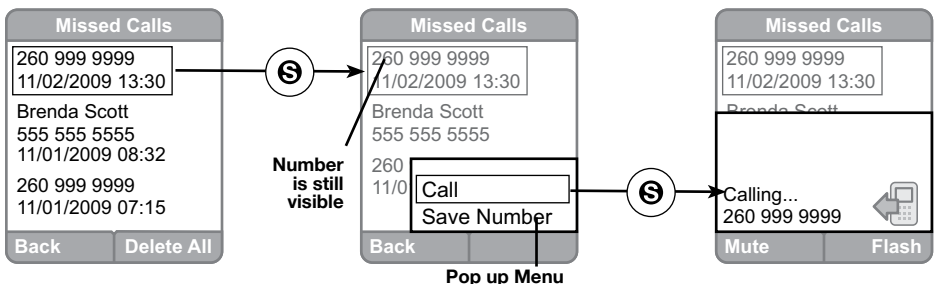 Missed Calls
260 999 9999
11/02/2009 13:30
Brenda Scott
555 555 5555
11/01/2009 08:32
260 999 9999
11/01/2009 07:15
Back Delete All
S
Missed Calls
260 999 9999
11/02/2009 13:30
Brenda Scott
555 555 5555
260
11/0
Call
Save Number
Back
Number
is still
visible
Pop up Menu
S
Missed Calls
260 999 9999
11/02/2009 13:30
Brenda Scott
Calling...
260 999 9999
Mute Flash